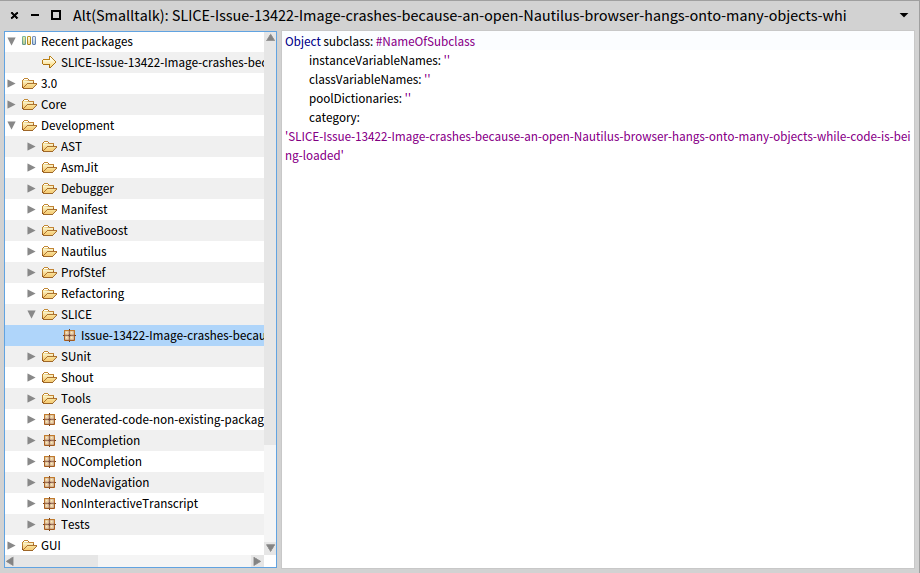 Alt(Smalltalk): SLICE-Issue-13422-Image-crashes-because-an-open-Nautilus-browser-hangs-onto-many-objects-whi
Recent packages
SLICE-Issue-13422-Image-crashes-bec
3.0
Core
Development
AST
AsmJit
Debugger
Manifest
NativeBoost
Nautilus
ProfStef
Refactoring
SLICE
Issue-13422-Image-crashes-becau
SUnit
Shout
Tools
Generated-code-non-existing-packag
NECompletion
NOCompletion
NodeNavigation
NonInteractiveTranscript
Tests
GUI
Object subclass: #NameOfSubclass
instanceVariableNames: ''
classVariableNames: ''
poolDictionaries: ''
category:
'SLICE-Issue-13422-Image-crashes-because-an-open-Nautilus-browser-hangs-onto-many-objects-while-code-is-bei
ng-loaded'